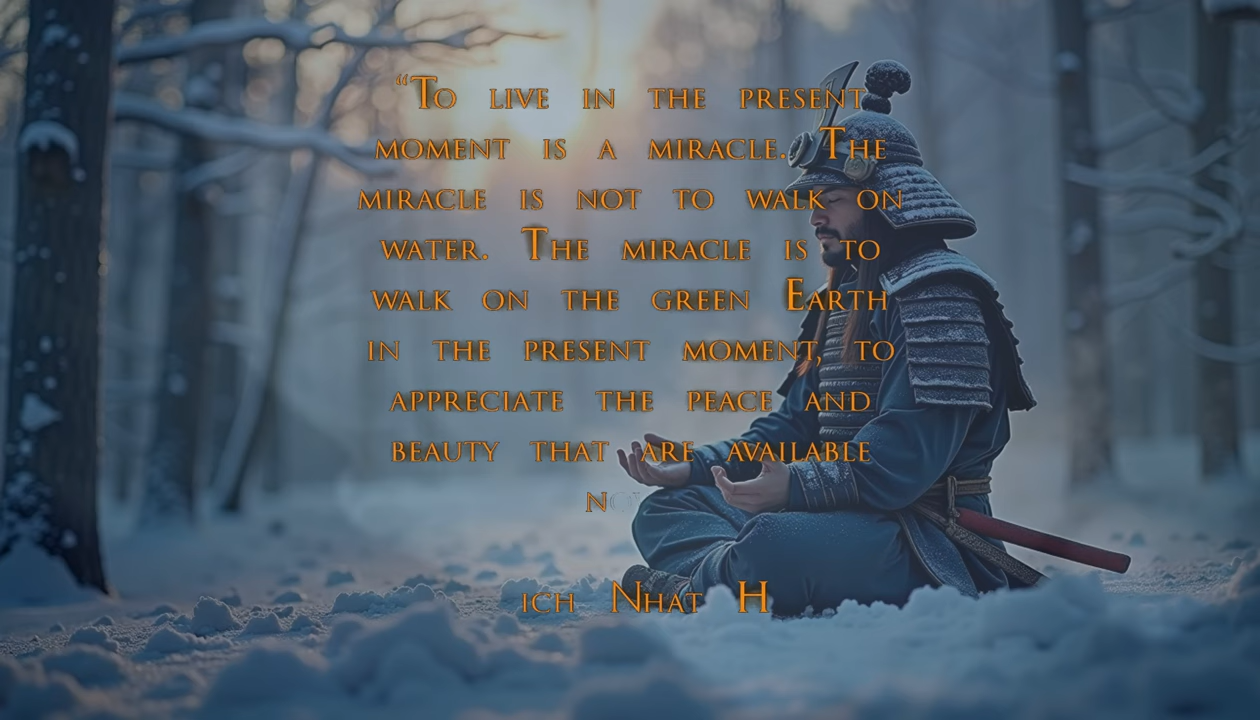 “To live in the present
moment is a miracle. The
miracle is not to walk on
water. The miracle is to
walk on the green Earth
in the present moment, to
appreciate the peace and
beauty that are available
n
ich Nhat H